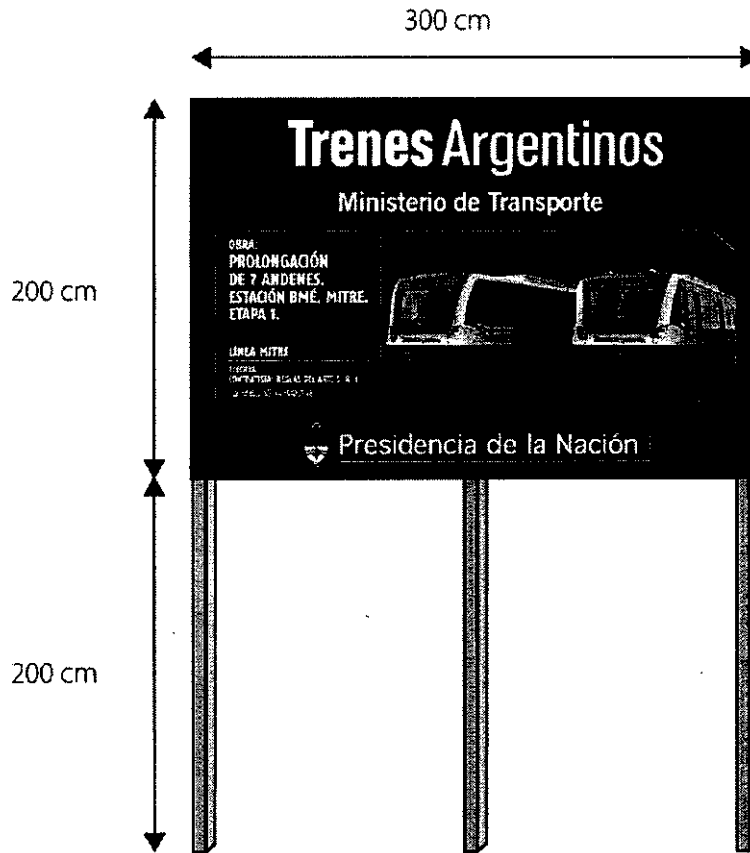 300 cm
Trenes Argentinos
Ministerio de Transporte
OBRA:
PROLONGACIÓN
DE 7 ANDENES.
ESTACIÓN BMÉ. MITRE.
ETAPA 1.
200 cm
LÍNEA MITRE
Presidencia de la Nación
200 cm